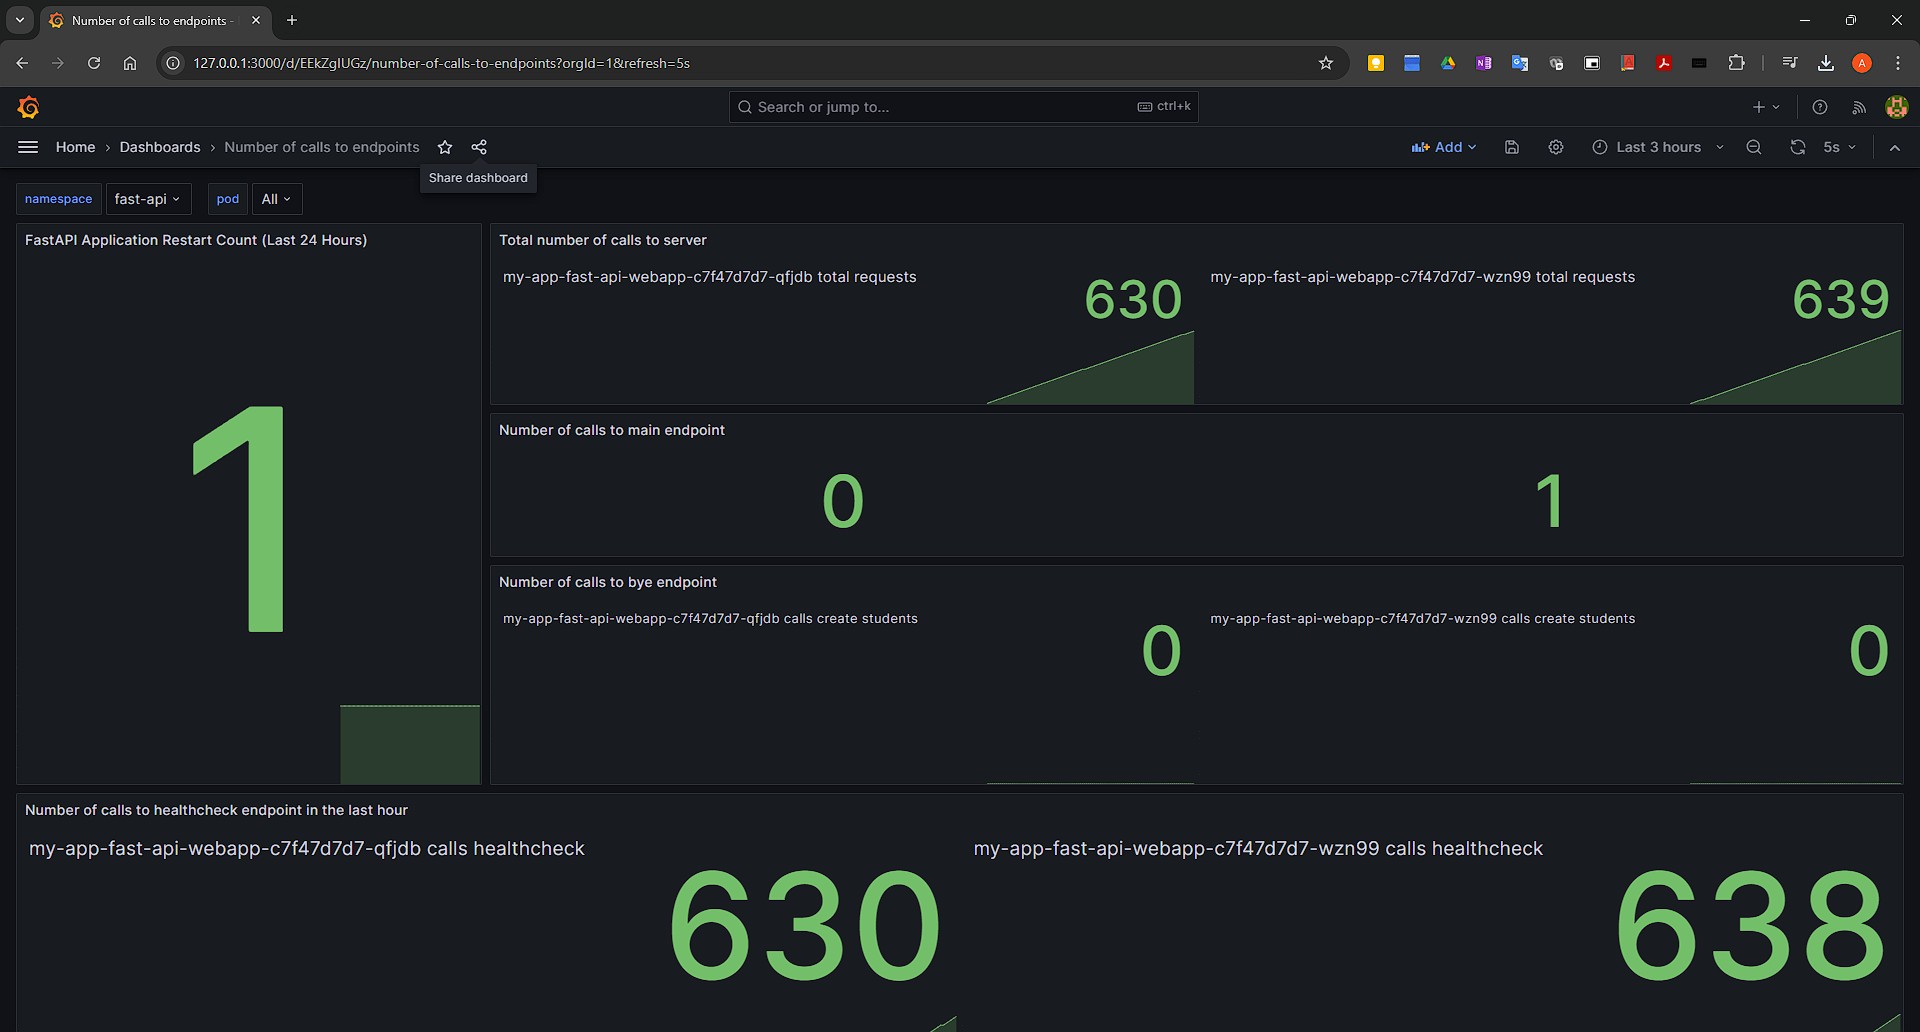 Number of calls to endpoints -
127.0.0.1:3000/d/EEkZgIUGz/number-of-calls-to-endpoints?orgId=1&refresh=5s
A
Search or jump to...
ctrl+k
Home › Dashboards › Number of calls to endpoints
Add
Last 3 hours
5s
Share dashboard
namespace
fast-api
pod
All
FastAPI Application Restart Count (Last 24 Hours)
1
Total number of calls to server
my-app-fast-api-webapp-c7f47d7d7-qfjdb total requests
630
my-app-fast-api-webapp-c7f47d7d7-wzn99 total requests
639
Number of calls to main endpoint
0
1
Number of calls to bye endpoint
my-app-fast-api-webapp-c7f47d7d7-qfjdb calls create students
0
my-app-fast-api-webapp-c7f47d7d7-wzn99 calls create students
0
Number of calls to healthcheck endpoint in the last hour
my-app-fast-api-webapp-c7f47d7d7-qfjdb calls healthcheck
630
my-app-fast-api-webapp-c7f47d7d7-wzn99 calls healthcheck
638